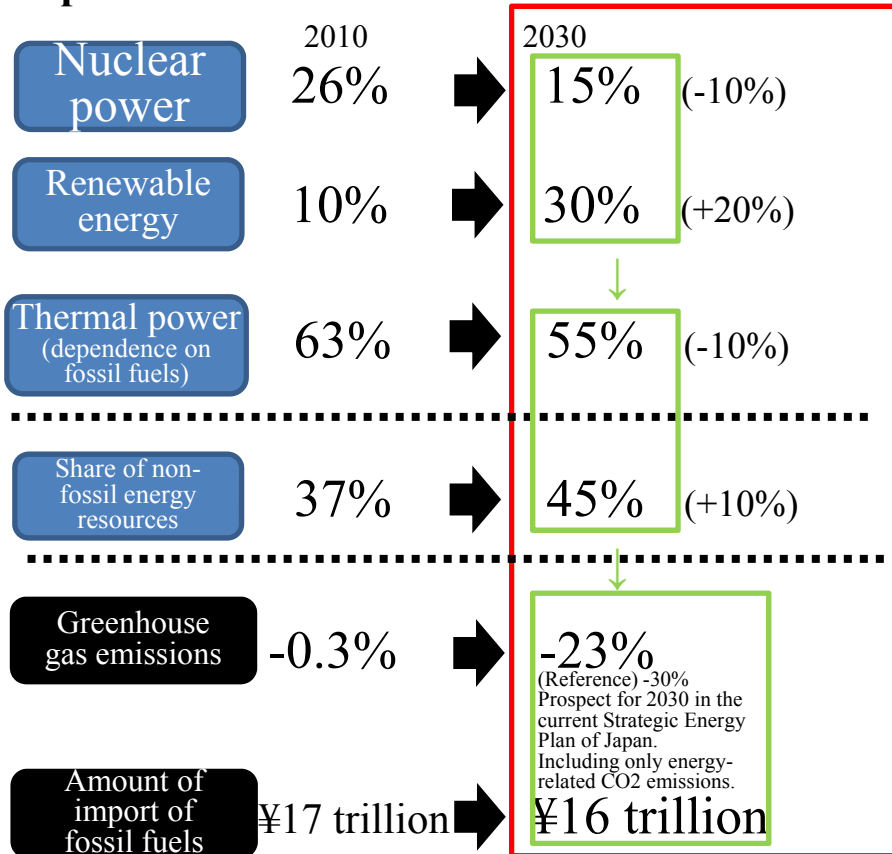 2010
2030
Nuclear
power
26%
15%
(-10%)
Renewable
energy
10%
30%
(+20%)
↓
Thermal power
(dependence on
fossil fuels)
63%
55%
(-10%)
Share of non-
fossil energy
resources
37%
45%
(+10%)
↓
Greenhouse
gas emissions
-0.3%
-23%
(Reference) -30%
Prospect for 2030 in the
current Strategic Energy
Plan of Japan.
Including only energy-
related CO2 emissions.
Amount of
import of
fossil fuels
¥17 trillion
¥16 trillion